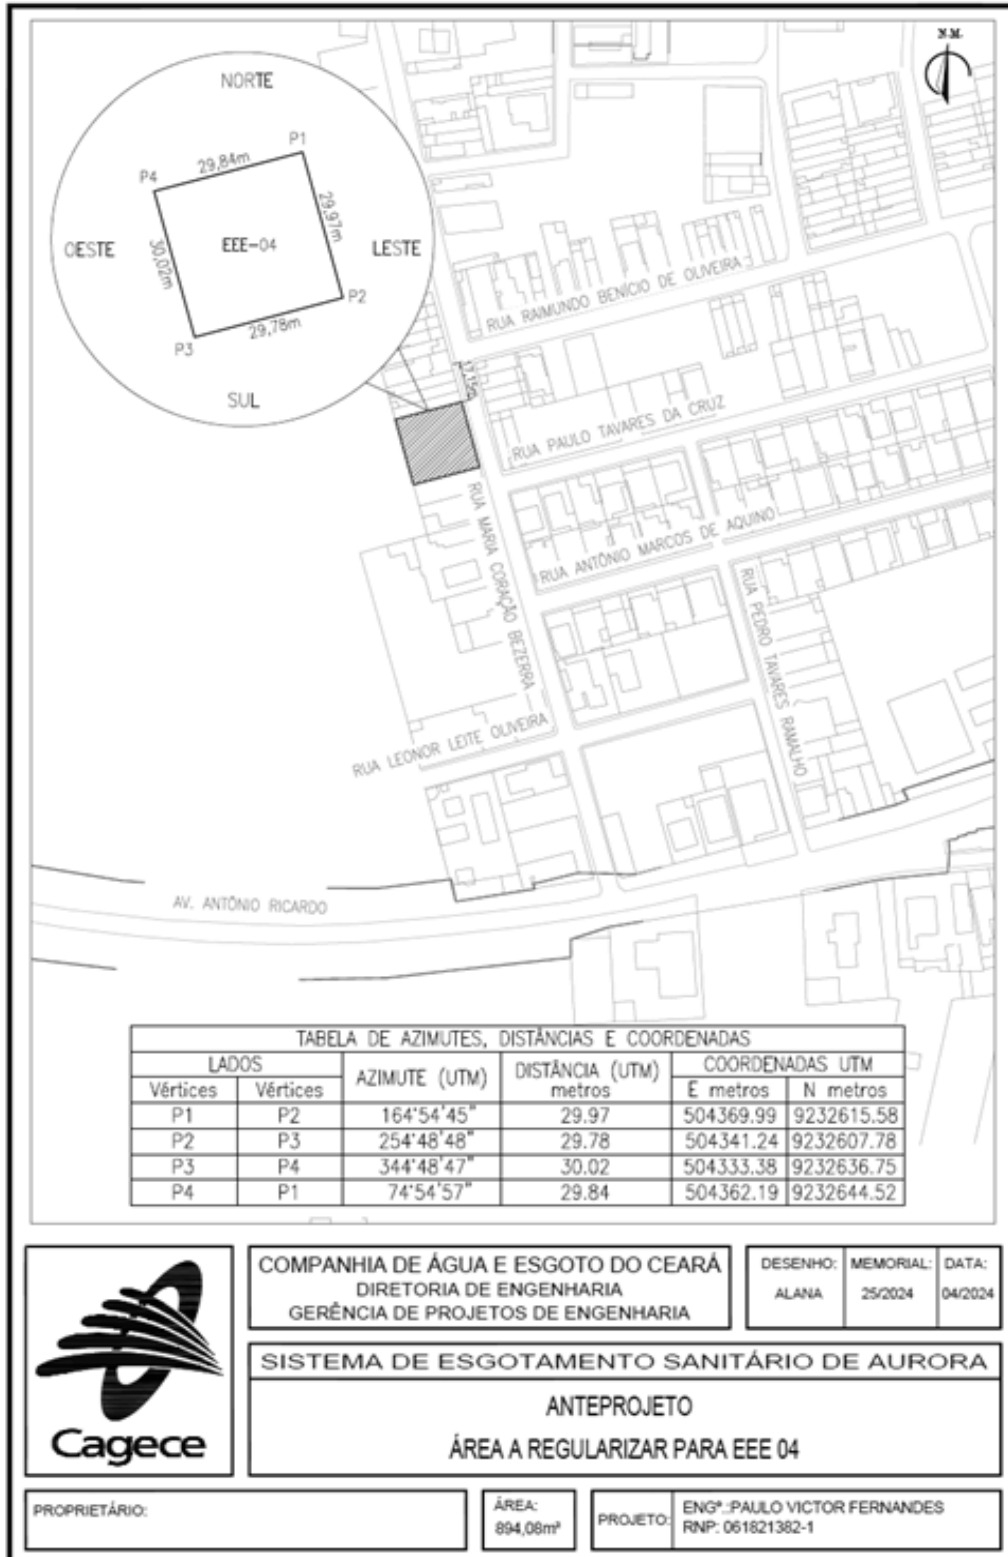 N.M.
NORTE
P1
29,84m
P4
29,97m
OESTE
EEE-04
LESTE
30,02m
P2
29,78m
P3
SUL
RUA RAIMUNDO BENÍCIO DE OLIVEIRA
17,15m
RUA PAULO TAVARES DA CRUZ
RUA MARIA CORAÇÃO BEZERRA
RUA ANTÔNIO MARCOS DE AQUINO
RUA PEDRO TAVARES RAMALHO
RUA LEONOR LEITE OLIVEIRA
AV. ANTÔNIO RICARDO
TABELA DE AZIMUTES, DISTÂNCIAS E COORDENADAS
LADOS AZIMUTE (UTM) DISTÂNCIA (UTM) metros COORDENADAS UTM
Vértices Vértices E metros N metros
P1 P2 164°54'45" 29.97 504369.99 9232615.58
P2 P3 254°48'48" 29.78 504341.24 9232607.78
P3 P4 344°48'47" 30.02 504333.38 9232636.75
P4 P1 74°54'57" 29.84 504362.19 9232644.52
Cagece
COMPANHIA DE ÁGUA E ESGOTO DO CEARÁ
DIRETORIA DE ENGENHARIA
GERÊNCIA DE PROJETOS DE ENGENHARIA
DESENHO: MEMORIAL: DATA:
ALANA 25/2024 04/2024
SISTEMA DE ESGOTAMENTO SANITÁRIO DE AURORA
ANTEPROJETO
ÁREA A REGULARIZAR PARA EEE 04
PROPRIETÁRIO:
ÁREA:
894,08m²
PROJETO:
ENGº.:PAULO VICTOR FERNANDES
RNP: 061821382-1